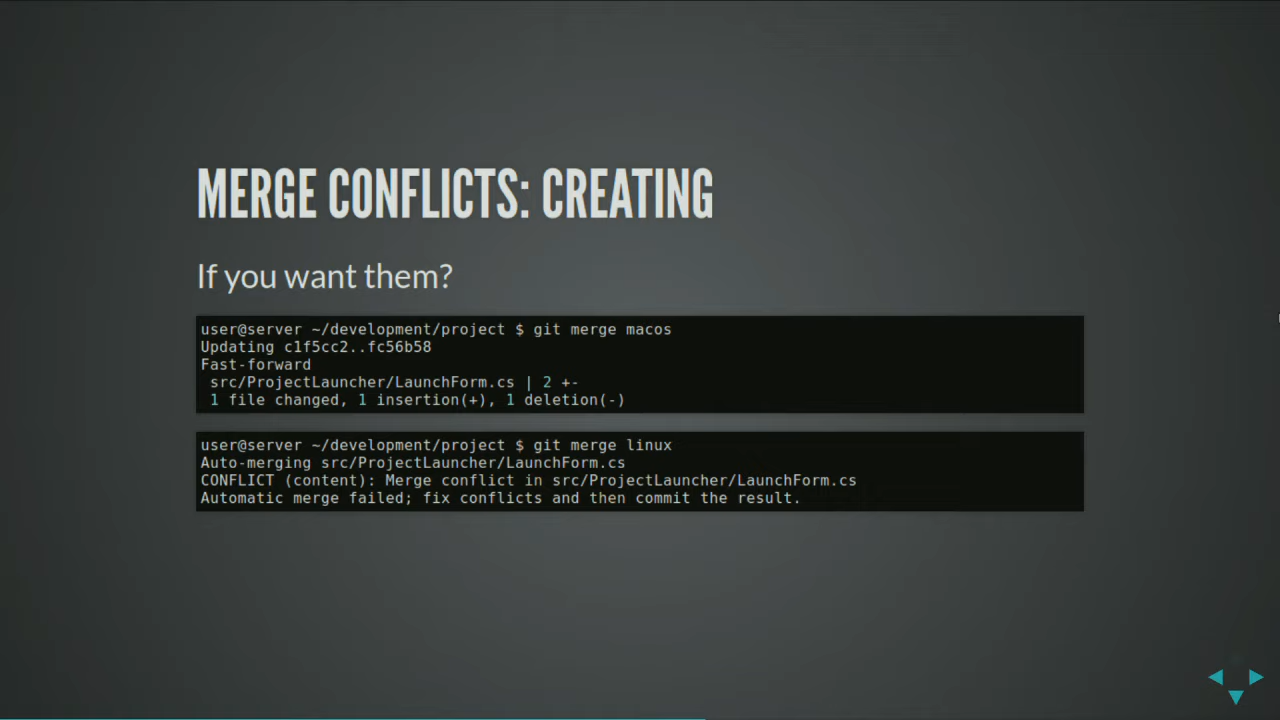 MERGE CONFLICTS: CREATING
If you want them?
user@server ~/development/project $ git merge macos
Updating c1f5cc2..fc56b58
Fast-forward
 src/ProjectLauncher/LaunchForm.cs | 2 +-
 1 file changed, 1 insertion(+), 1 deletion(-)
user@server ~/development/project $ git merge linux
Auto-merging src/ProjectLauncher/LaunchForm.cs
CONFLICT (content): Merge conflict in src/ProjectLauncher/LaunchForm.cs
Automatic merge failed; fix conflicts and then commit the result.